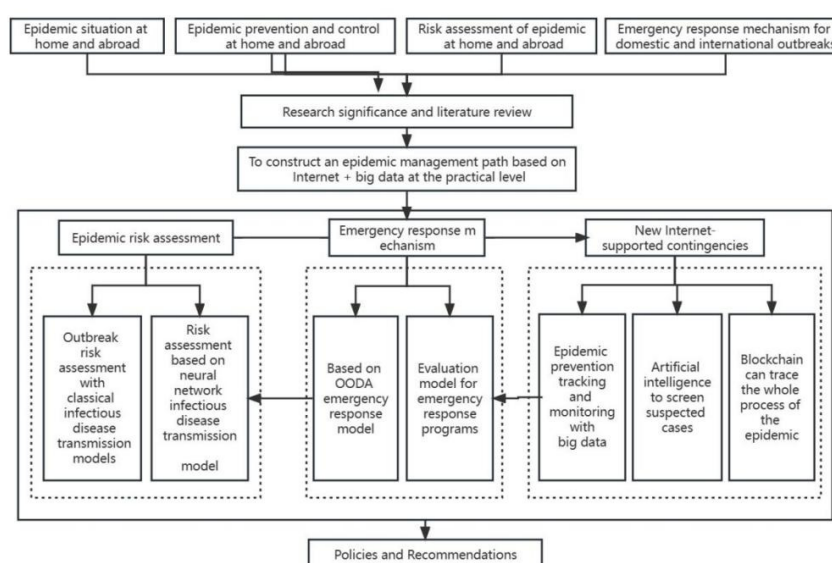 Epidemic situation at
home and abroad
Epidemic prevention and control
at home and abroad
Risk assessment of epidemic
at home and abroad
Emergency response mechanism for
domestic and international outbreaks
Research significance and literature review
To construct an epidemic management path based on
Internet + big data at the practical level
Epidemic risk assessment
Emergency response m
echanism
New Internet-
supported contingencies
Outbreak
risk
assessment
with
classical
infectious
disease
transmission
models
Risk
assessment
based on
neural
network
infectious
disease
transmission
model
Based on
OODA
emergency
response
model
Evaluation
model for
emergency
response
programs
Epidemic
prevention
tracking
and
monitoring
with
big data
Artificial
intelligence
to screen
suspected
cases
Blockchain
can trace
the whole
process of
the
epidemic
Policies and Recommendations